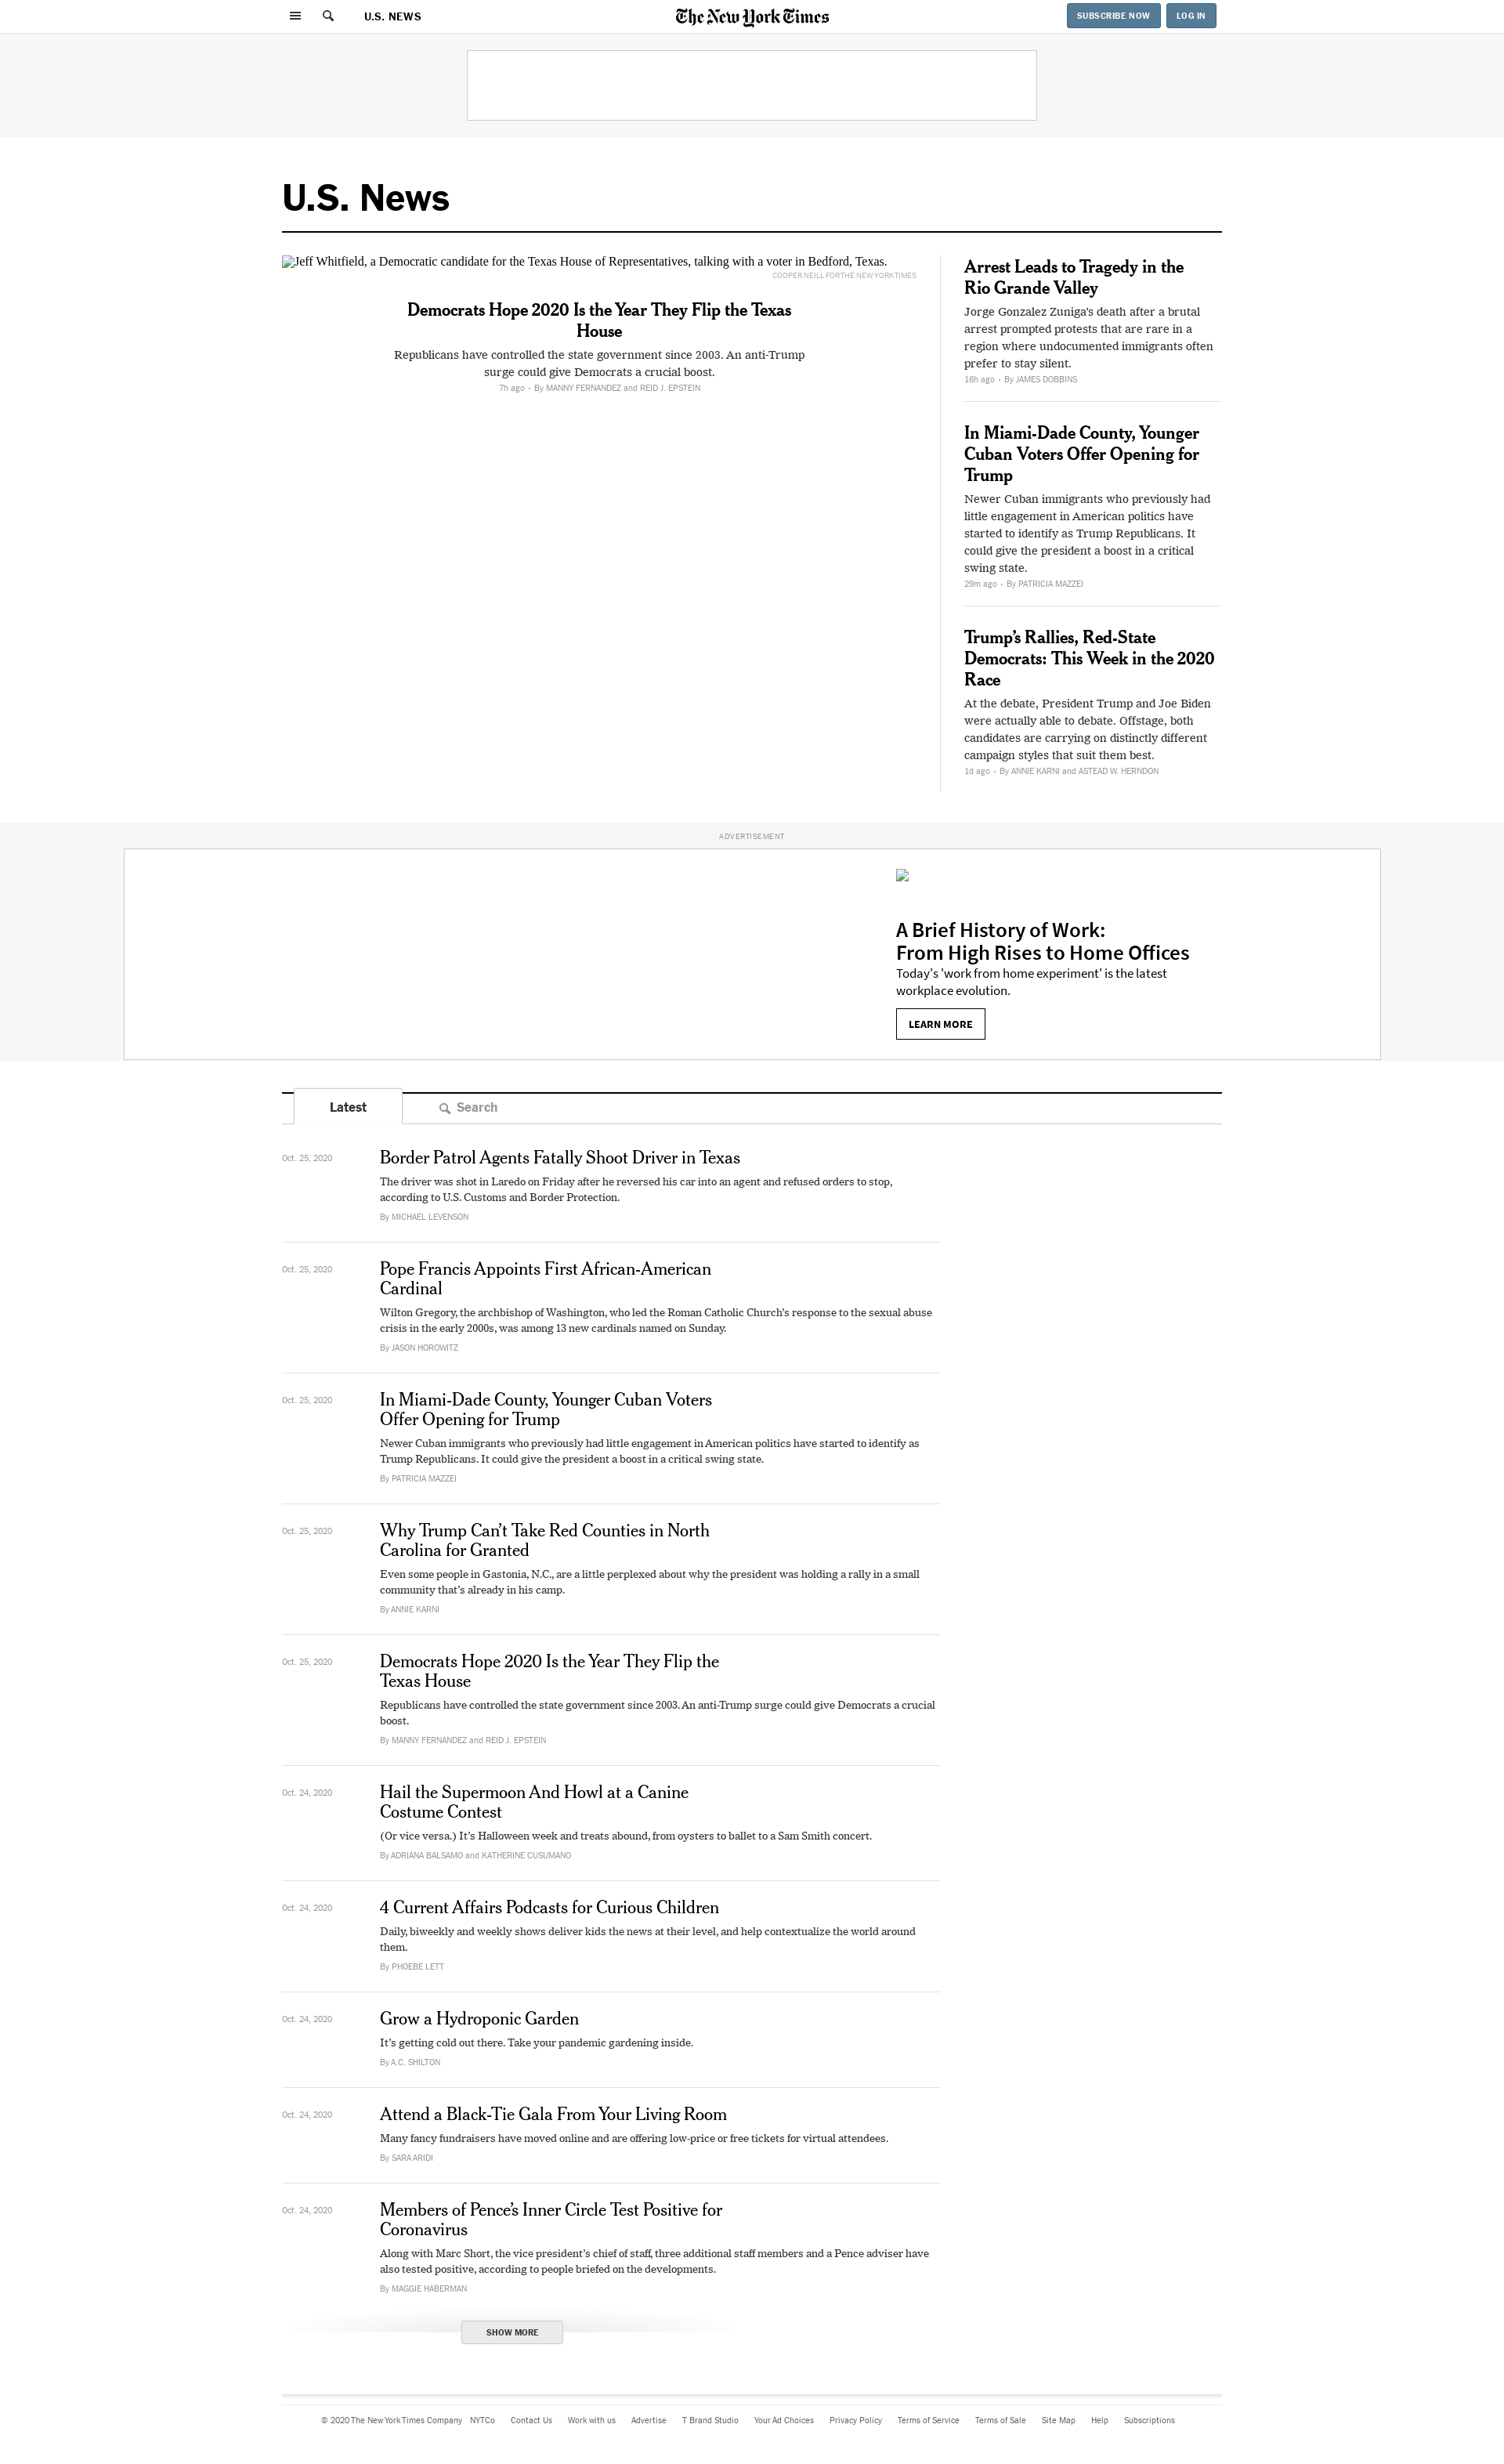 U.S. NEWS
The New York Times
SUBSCRIBE NOW
LOG IN
U.S. News
Jeff Whitfield, a Democratic candidate for the Texas House of Representatives, talking with a voter in Bedford, Texas.
COOPER NEILL FOR THE NEW YORK TIMES
Democrats Hope 2020 Is the Year They Flip the Texas
House
Republicans have controlled the state government since 2003. An anti-Trump
surge could give Democrats a crucial boost.
7h ago • By MANNY FERNANDEZ and REID J. EPSTEIN
Arrest Leads to Tragedy in the
Rio Grande Valley
Jorge Gonzalez Zuniga’s death after a brutal
arrest prompted protests that are rare in a
region where undocumented immigrants often
prefer to stay silent.
16h ago • By JAMES DOBBINS
In Miami-Dade County, Younger
Cuban Voters Offer Opening for
Trump
Newer Cuban immigrants who previously had
little engagement in American politics have
started to identify as Trump Republicans. It
could give the president a boost in a critical
swing state.
29m ago • By PATRICIA MAZZEI
Trump’s Rallies, Red-State
Democrats: This Week in the 2020
Race
At the debate, President Trump and Joe Biden
were actually able to debate. Offstage, both
candidates are carrying on distinctly different
campaign styles that suit them best.
1d ago • By ANNIE KARNI and ASTEAD W. HERNDON
ADVERTISEMENT
A Brief History of Work:
From High Rises to Home Offices
Today's 'work from home experiment' is the latest
workplace evolution.
LEARN MORE
Latest
Search
Oct. 25, 2020
Border Patrol Agents Fatally Shoot Driver in Texas
The driver was shot in Laredo on Friday after he reversed his car into an agent and refused orders to stop,
according to U.S. Customs and Border Protection.
By MICHAEL LEVENSON
Oct. 25, 2020
Pope Francis Appoints First African-American
Cardinal
Wilton Gregory, the archbishop of Washington, who led the Roman Catholic Church’s response to the sexual abuse
crisis in the early 2000s, was among 13 new cardinals named on Sunday.
By JASON HOROWITZ
Oct. 25, 2020
In Miami-Dade County, Younger Cuban Voters
Offer Opening for Trump
Newer Cuban immigrants who previously had little engagement in American politics have started to identify as
Trump Republicans. It could give the president a boost in a critical swing state.
By PATRICIA MAZZEI
Oct. 25, 2020
Why Trump Can’t Take Red Counties in North
Carolina for Granted
Even some people in Gastonia, N.C., are a little perplexed about why the president was holding a rally in a small
community that’s already in his camp.
By ANNIE KARNI
Oct. 25, 2020
Democrats Hope 2020 Is the Year They Flip the
Texas House
Republicans have controlled the state government since 2003. An anti-Trump surge could give Democrats a crucial
boost.
By MANNY FERNANDEZ and REID J. EPSTEIN
Oct. 24, 2020
Hail the Supermoon And Howl at a Canine
Costume Contest
(Or vice versa.) It’s Halloween week and treats abound, from oysters to ballet to a Sam Smith concert.
By ADRIANA BALSAMO and KATHERINE CUSUMANO
Oct. 24, 2020
4 Current Affairs Podcasts for Curious Children
Daily, biweekly and weekly shows deliver kids the news at their level, and help contextualize the world around
them.
By PHOEBE LETT
Oct. 24, 2020
Grow a Hydroponic Garden
It’s getting cold out there. Take your pandemic gardening inside.
By A.C. SHILTON
Oct. 24, 2020
Attend a Black-Tie Gala From Your Living Room
Many fancy fundraisers have moved online and are offering low-price or free tickets for virtual attendees.
By SARA ARIDI
Oct. 24, 2020
Members of Pence’s Inner Circle Test Positive for
Coronavirus
Along with Marc Short, the vice president’s chief of staff, three additional staff members and a Pence adviser have
also tested positive, according to people briefed on the developments.
By MAGGIE HABERMAN
SHOW MORE
© 2020 The New York Times Company NYTCo Contact Us Work with us Advertise T Brand Studio Your Ad Choices Privacy Policy Terms of Service Terms of Sale Site Map Help Subscriptions